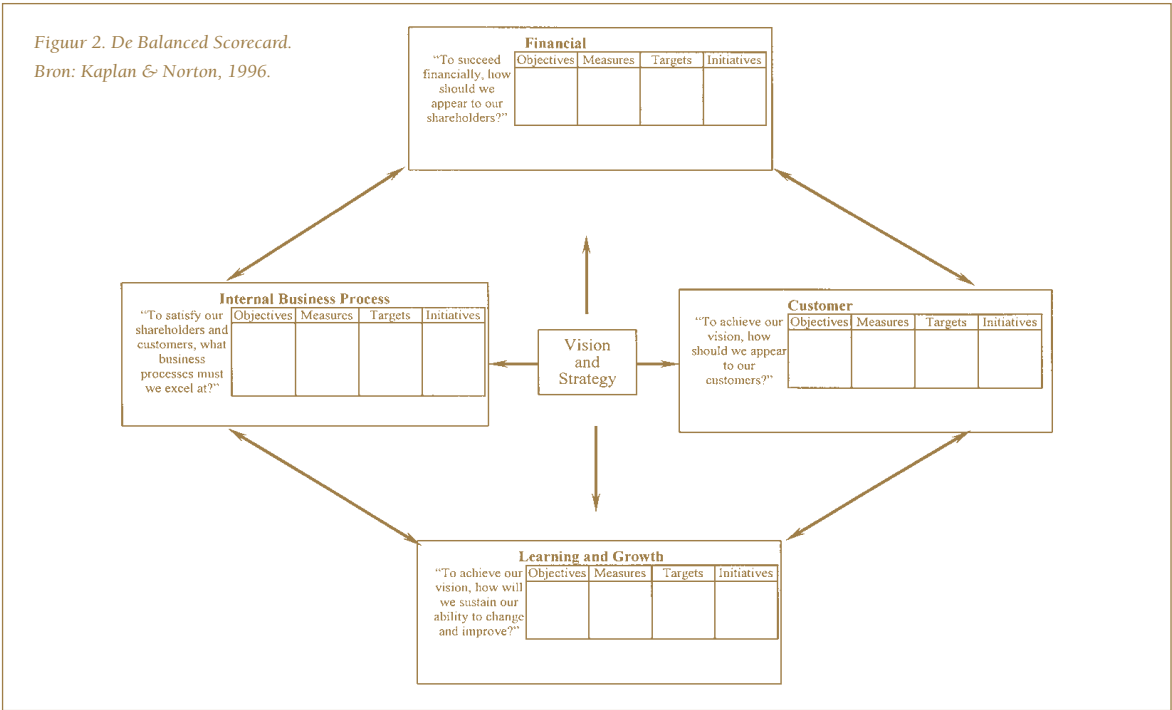 Figuur 2. De Balanced Scorecard.
Bron: Kaplan & Norton, 1996.
Financial
“To succeed
financially, how
should we
appear to our
shareholders?”
Objectives Measures Targets Initiatives
Internal Business Process
“To satisfy our
shareholders and
customers, what
business
processes must
we excel at?”
Objectives Measures Targets Initiatives
Vision
and
Strategy
Customer
“To achieve our
vision, how
should we appear
to our
customers?”
Objectives Measures Targets Initiatives
Learning and Growth
“To achieve our
vision, how will
we sustain our
ability to change
and improve?”
Objectives Measures Targets Initiatives